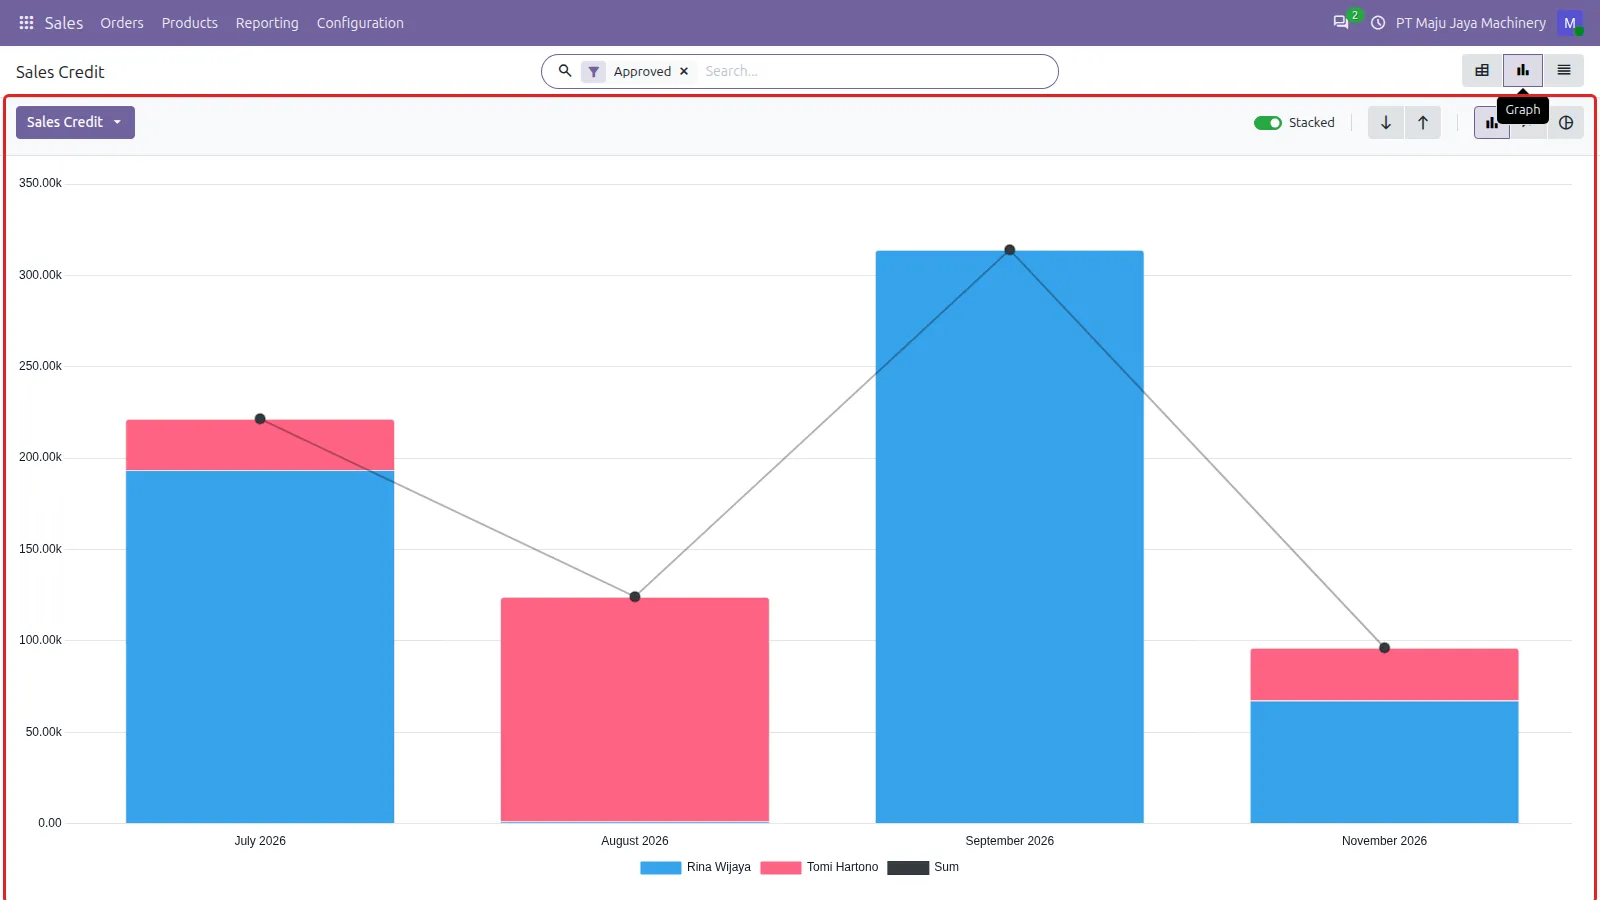 Sales Orders Products Reporting Configuration 2 PT Maju Jaya Machinery M
Sales Credit Approved × Search...
Graph
Sales Credit Stacked
350.00k
300.00k
250.00k
200.00k
150.00k
100.00k
50.00k
0.00
July 2026 August 2026 September 2026 November 2026
Rina Wijaya Tomi Hartono Sum